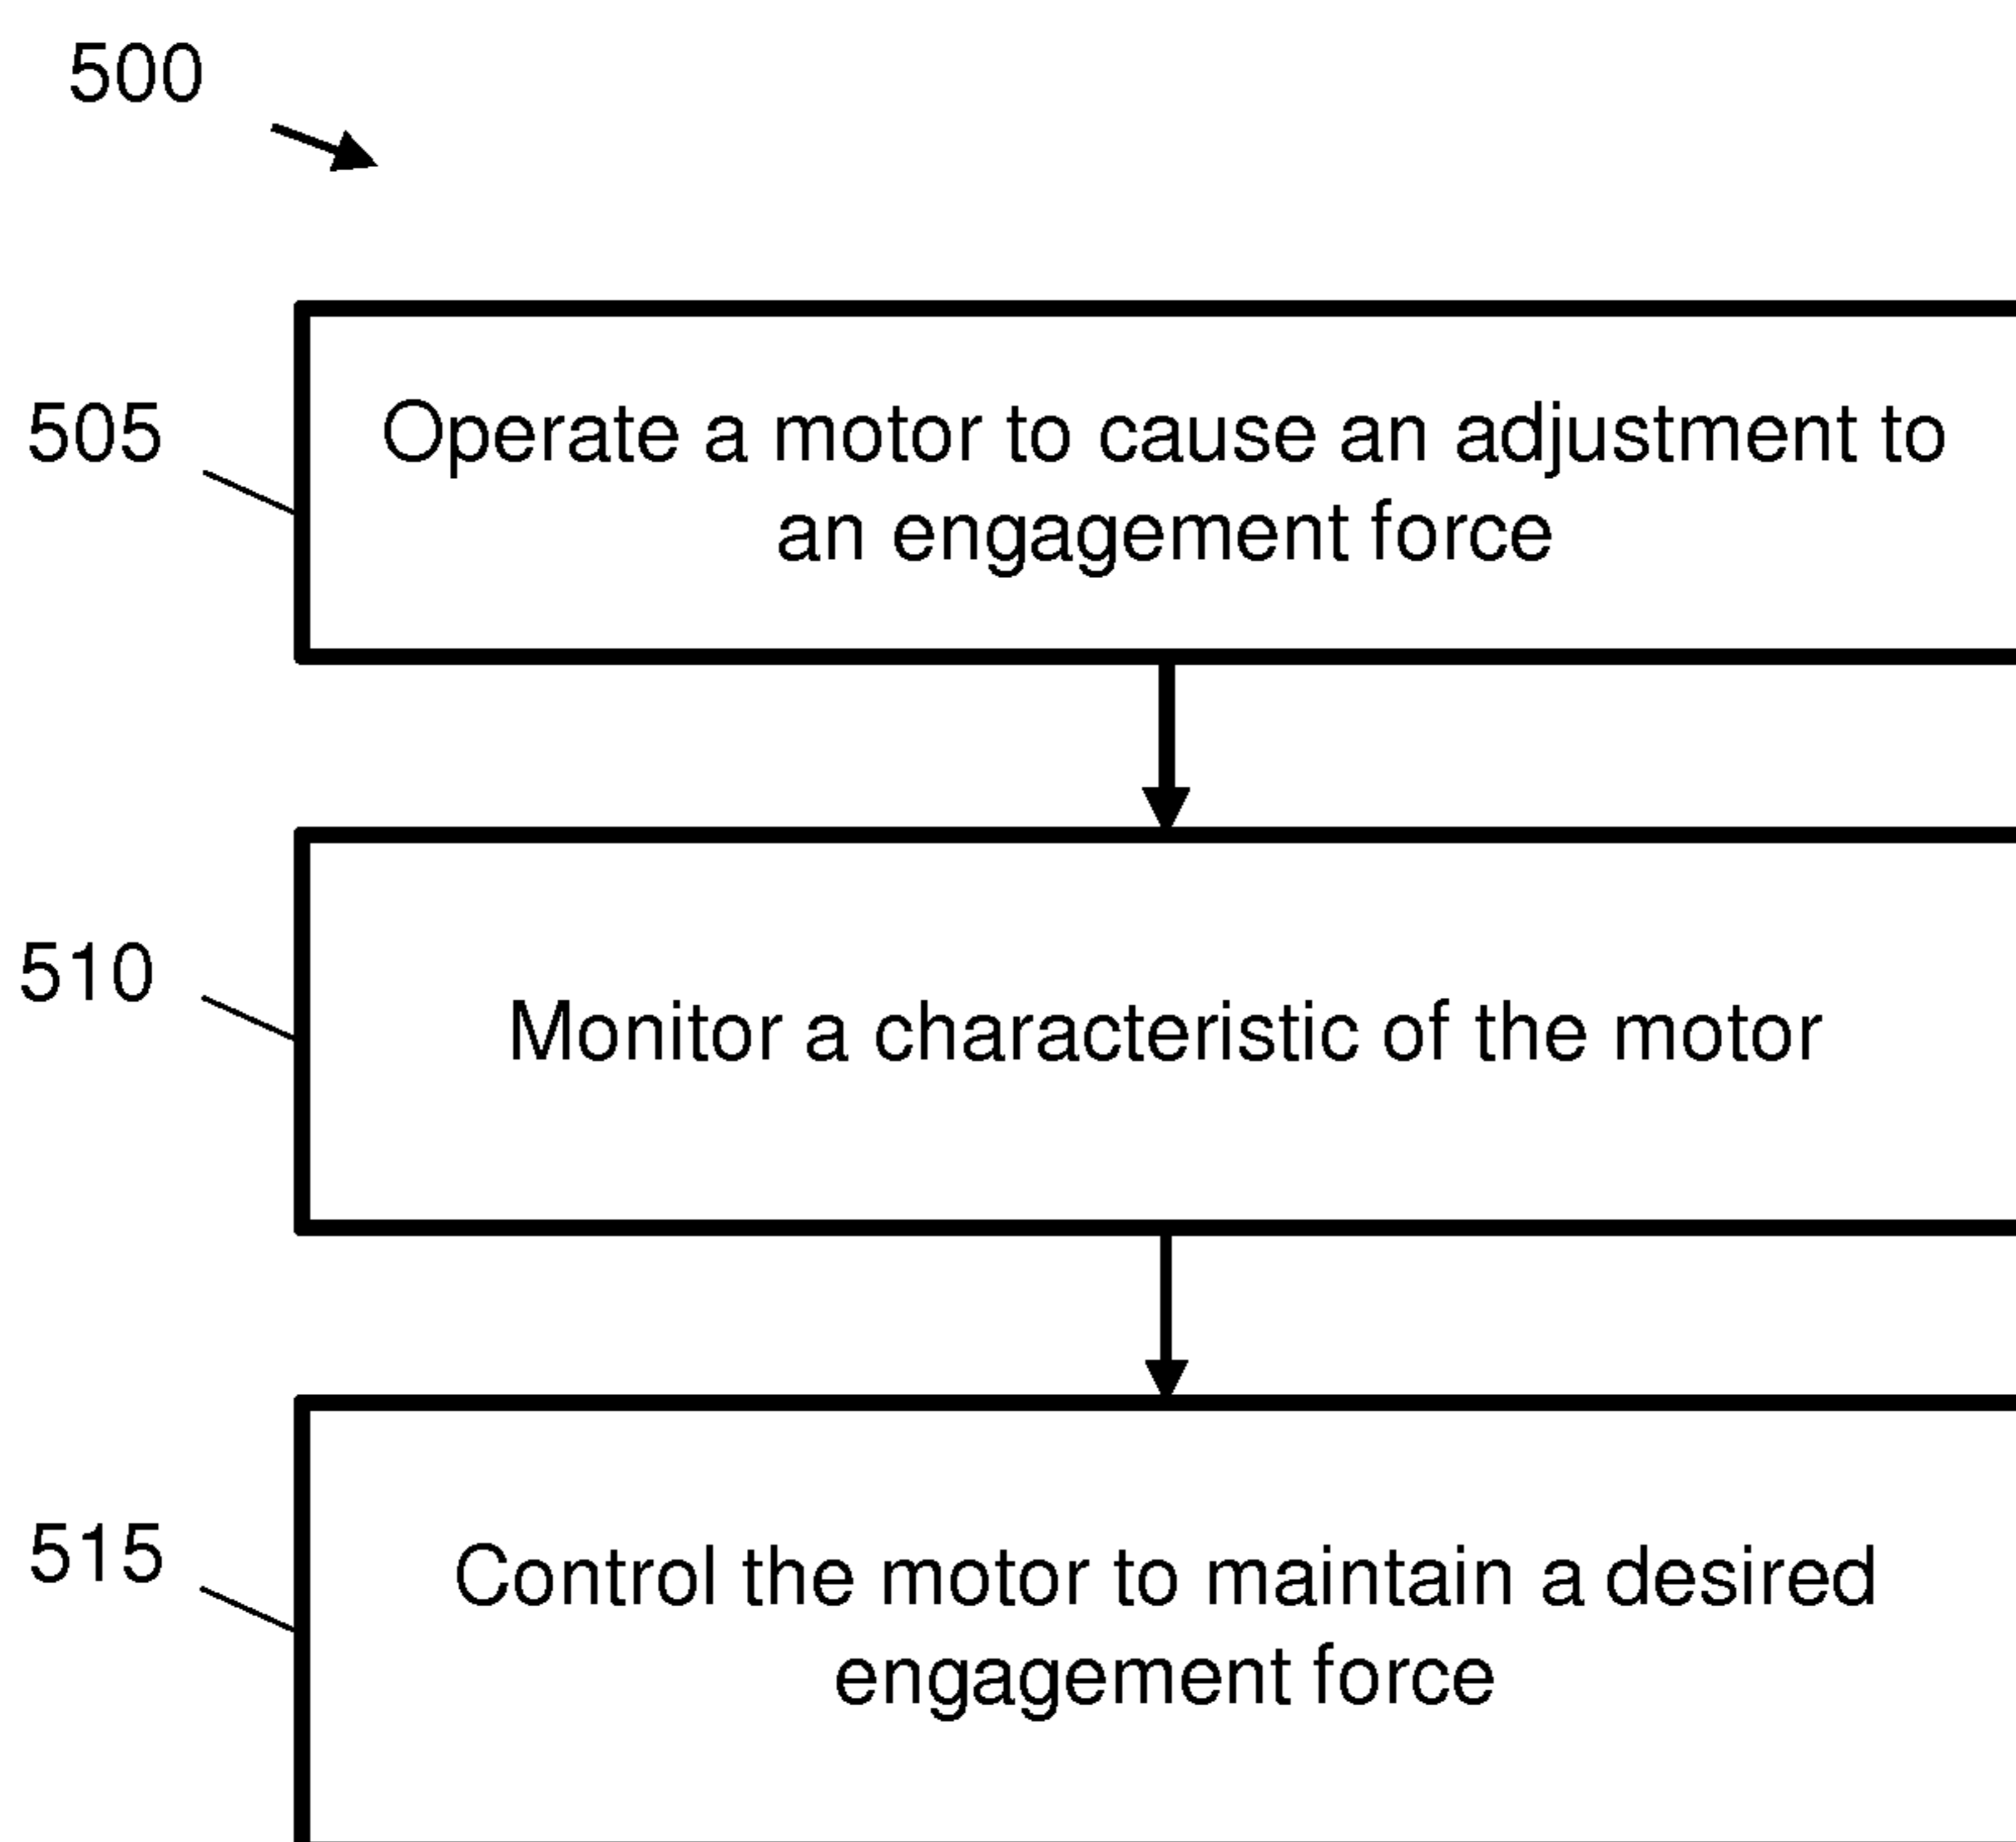 500
505
Operate a motor to cause an adjustment to
an engagement force
510
Monitor a characteristic of the motor
515
Control the motor to maintain a desired
engagement force